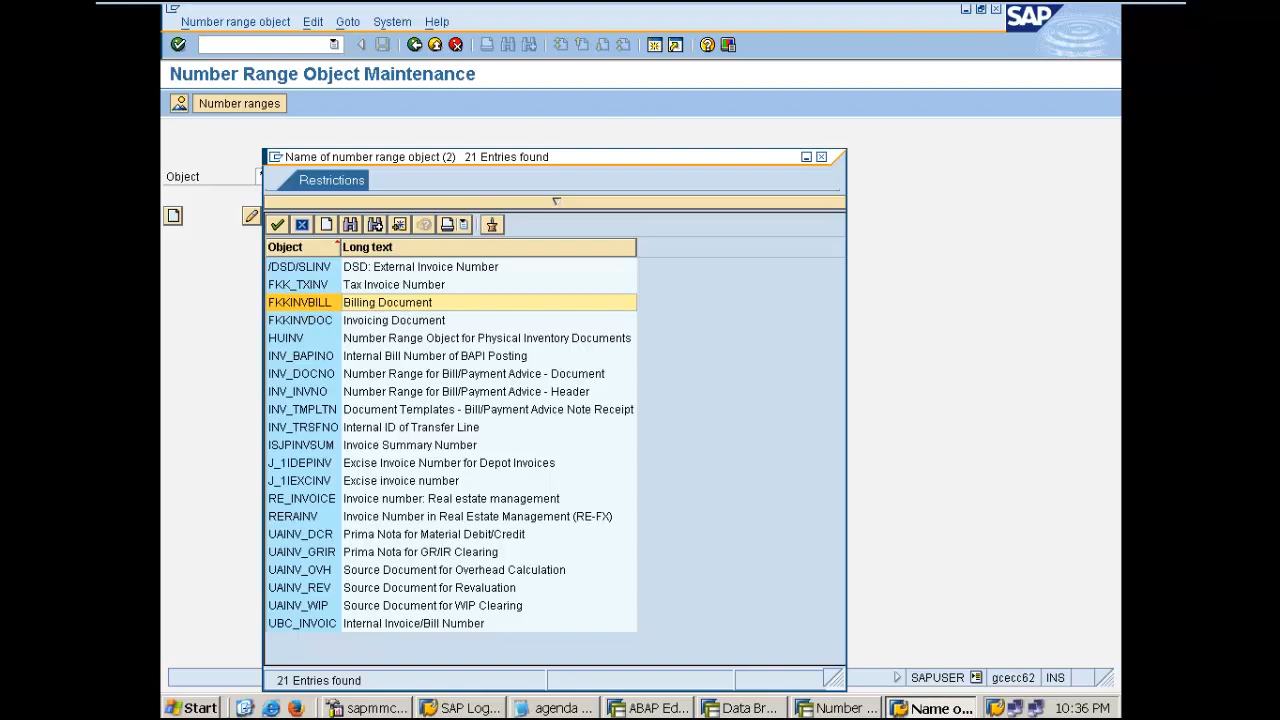 Number range object Edit Goto System Help
SAP
Number Range Object Maintenance
Number ranges
Name of number range object (2) 21 Entries found
Object
Restrictions
Object Long text
/DSD/SLINV DSD: External Invoice Number
FKK_TXINV Tax Invoice Number
FKKINVBILL Billing Document
FKKINVDOC Invoicing Document
HUINV Number Range Object for Physical Inventory Documents
INV_BAPINO Internal Bill Number of BAPI Posting
INV_DOCNO Number Range for Bill/Payment Advice - Document
INV_INVNO Number Range for Bill/Payment Advice - Header
INV_TMPLTN Document Templates - Bill/Payment Advice Note Receipt
INV_TRSFNO Internal ID of Transfer Line
ISJPINVSUM Invoice Summary Number
J_1IDEPINV Excise Invoice Number for Depot Invoices
J_1IEXCINV Excise invoice number
RE_INVOICE Invoice number: Real estate management
RERAINV Invoice Number in Real Estate Management (RE-FX)
UAINV_DCR Prima Nota for Material Debit/Credit
UAINV_GRIR Prima Nota for GR/IR Clearing
UAINV_OVH Source Document for Overhead Calculation
UAINV_REV Source Document for Revaluation
UAINV_WIP Source Document for WIP Clearing
UBC_INVOIC Internal Invoice/Bill Number
21 Entries found
SAPUSER gcecc62 INS
Start sapmmc... SAP Log... agenda ... ABAP Ed... Data Br... Number ... Name o... 10:36 PM